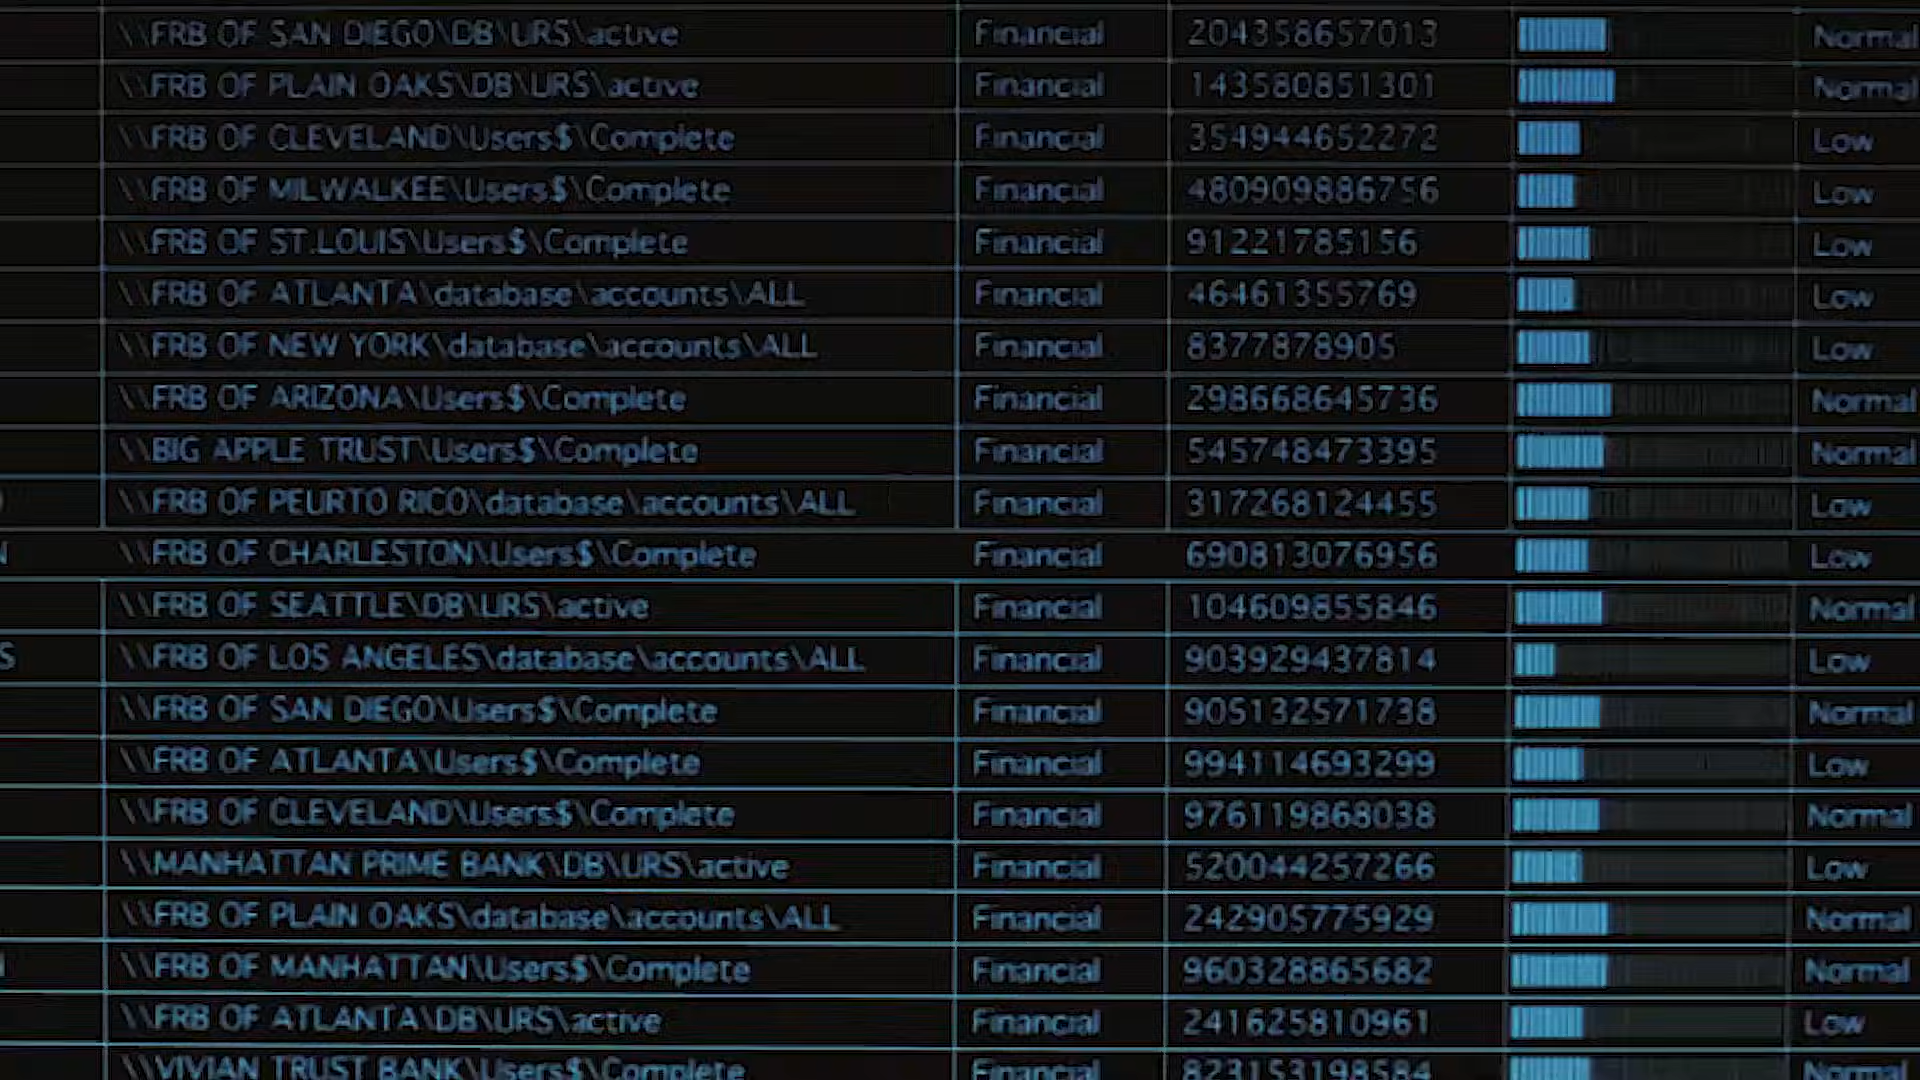 \\FRB OF SAN DIEGO\DB\URS\active Financial 204358657013 Normal
\\FRB OF PLAIN OAKS\DB\URS\active Financial 143580851301 Normal
\\FRB OF CLEVELAND\Users$\Complete Financial 354944652272 Low
\\FRB OF MILWALKEE\Users$\Complete Financial 480909886756 Low
\\FRB OF ST.LOUIS\Users$\Complete Financial 91221785156 Low
\\FRB OF ATLANTA\database\accounts\ALL Financial 46461355769 Low
\\FRB OF NEW YORK\database\accounts\ALL Financial 8377878905 Low
\\FRB OF ARIZONA\Users$\Complete Financial 298668645736 Normal
\\BIG APPLE TRUST\Users$\Complete Financial 545748473395 Normal
\\FRB OF PEURTO RICO\database\accounts\ALL Financial 317268124455 Low
N \\FRB OF CHARLESTON\Users$\Complete Financial 690813076956 Low
\\FRB OF SEATTLE\DB\URS\active Financial 104609855846 Normal
S \\FRB OF LOS ANGELES\database\accounts\ALL Financial 903929437814 Low
\\FRB OF SAN DIEGO\Users$\Complete Financial 905132571738 Normal
\\FRB OF ATLANTA\Users$\Complete Financial 994114693299 Low
\\FRB OF CLEVELAND\Users$\Complete Financial 976119868038 Normal
\\MANHATTAN PRIME BANK\DB\URS\active Financial 520044257266 Low
\\FRB OF PLAIN OAKS\database\accounts\ALL Financial 242905775929 Normal
\\FRB OF MANHATTAN\Users$\Complete Financial 960328865682 Normal
\\FRB OF ATLANTA\DB\URS\active Financial 241625810961 Low
\\VIVIAN TRUST BANK\Users$\Complete Financial 823153198584 Normal